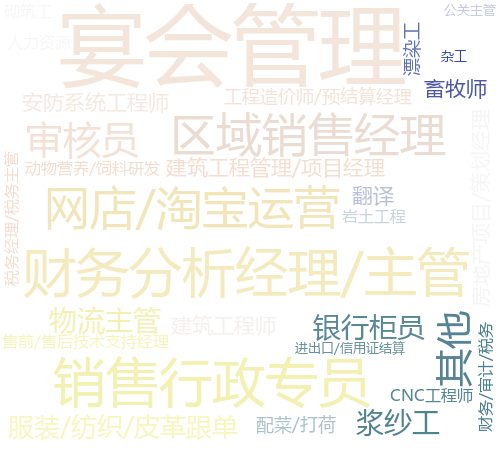 砌筑工
公关主管
宴会管理
人力资源
漂染工
杂工
畜牧师
安防系统工程师
工程造价师/预结算经理
审核员
区域销售经理
动物营养/饲料研发
建筑工程管理/项目经理
税务经理/税务主管
网店/淘宝运营
翻译
岩土工程
房地产项目/策划经理
财务分析经理/主管
物流主管
建筑工程师
银行柜员
其他
财务/审计/税务
售前/售后技术支持经理
进出口/信用证结算
销售行政专员
CNC工程师
服装/纺织/皮革跟单
配菜/打荷
浆纱工